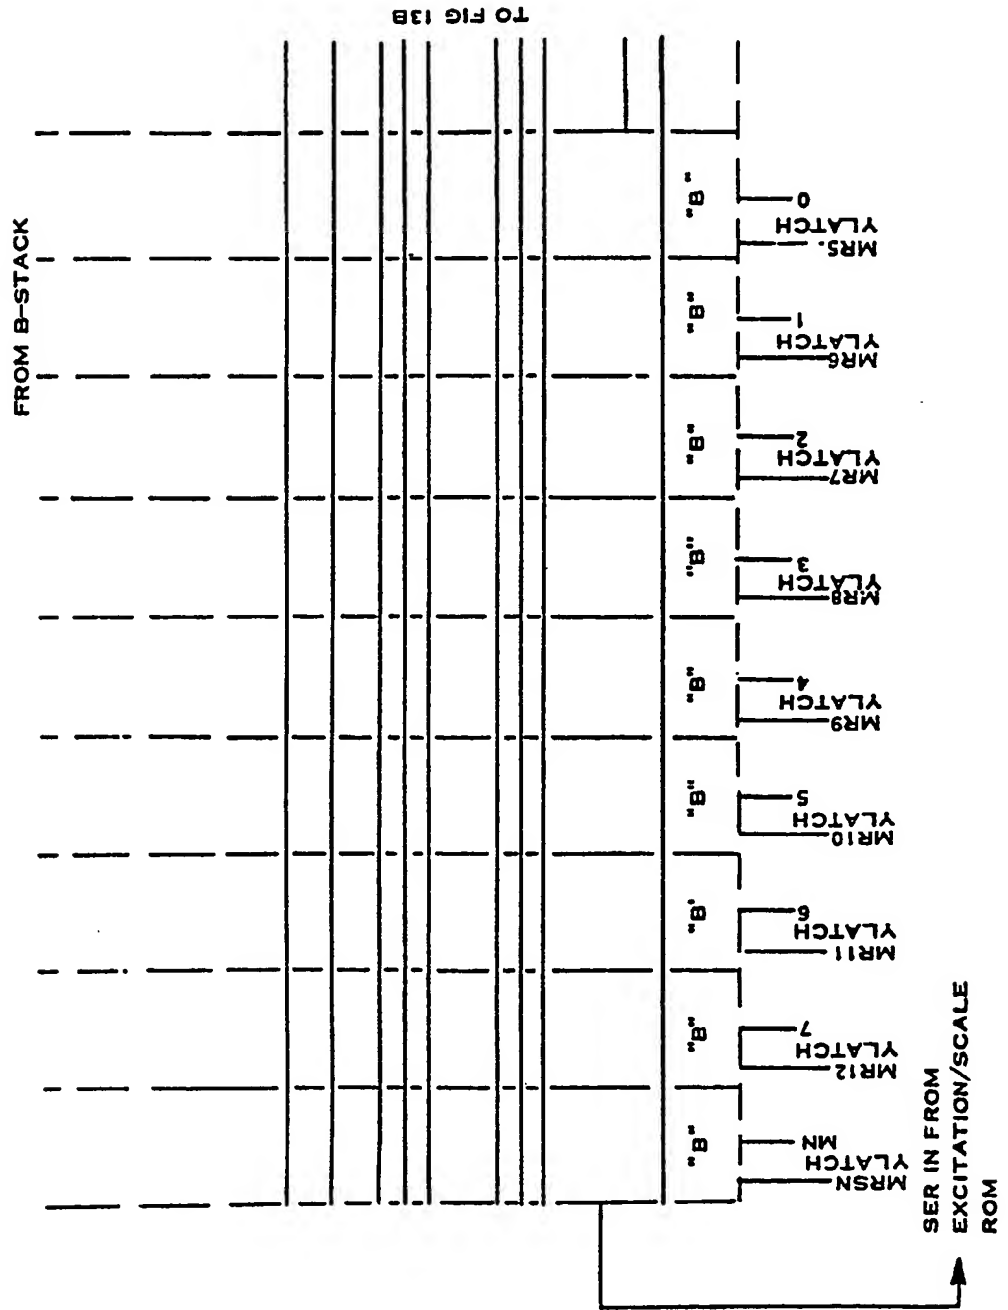 TO FIG 13B
FROM B-STACK
"B"
0
YLATCH
MR5.
"B"
1
YLATCH
MR6
"B"
2
YLATCH
MR7
"B"
3
YLATCH
MR8
"B"
4
YLATCH
MR9
"B"
5
YLATCH
MR10
"B'
6
YLATCH
MR11
"B"
7
YLATCH
MR12
"B"
MN
YLATCH
MRSN
SER IN FROM
EXCITATION/SCALE
ROM